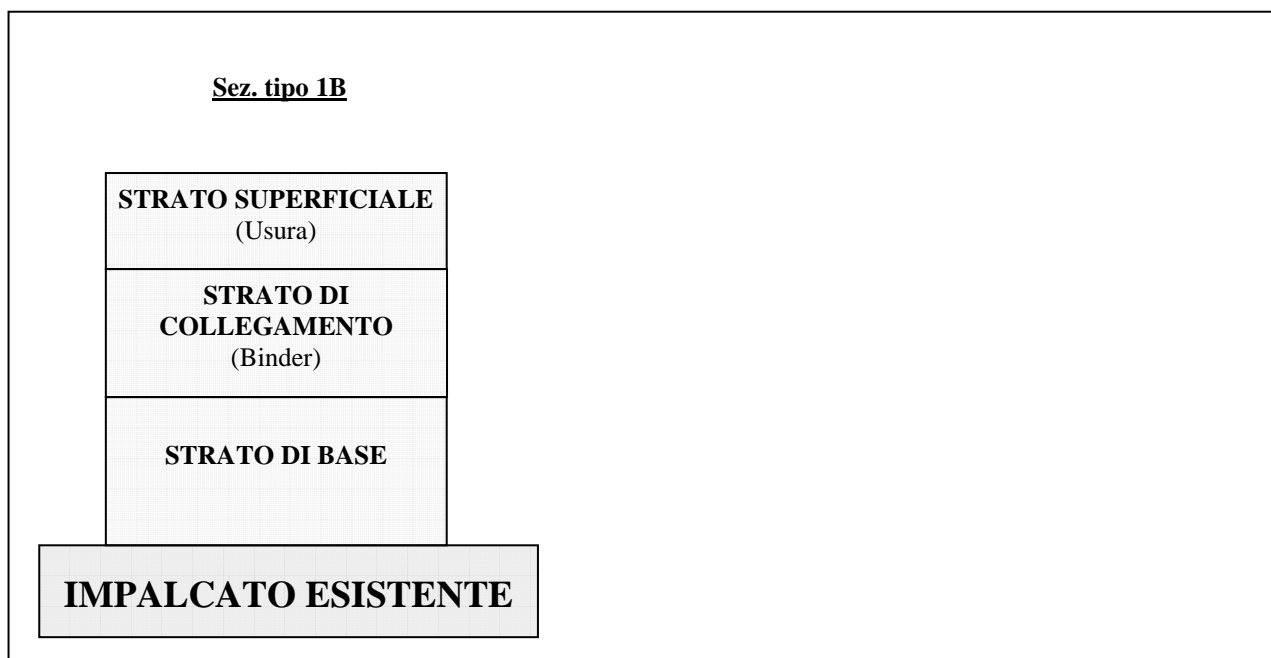 Sez. tipo 1B
STRATO SUPERFICIALE
(Usura)
STRATO DI
COLLEGAMENTO
(Binder)
STRATO DI BASE
IMPALCATO ESISTENTE